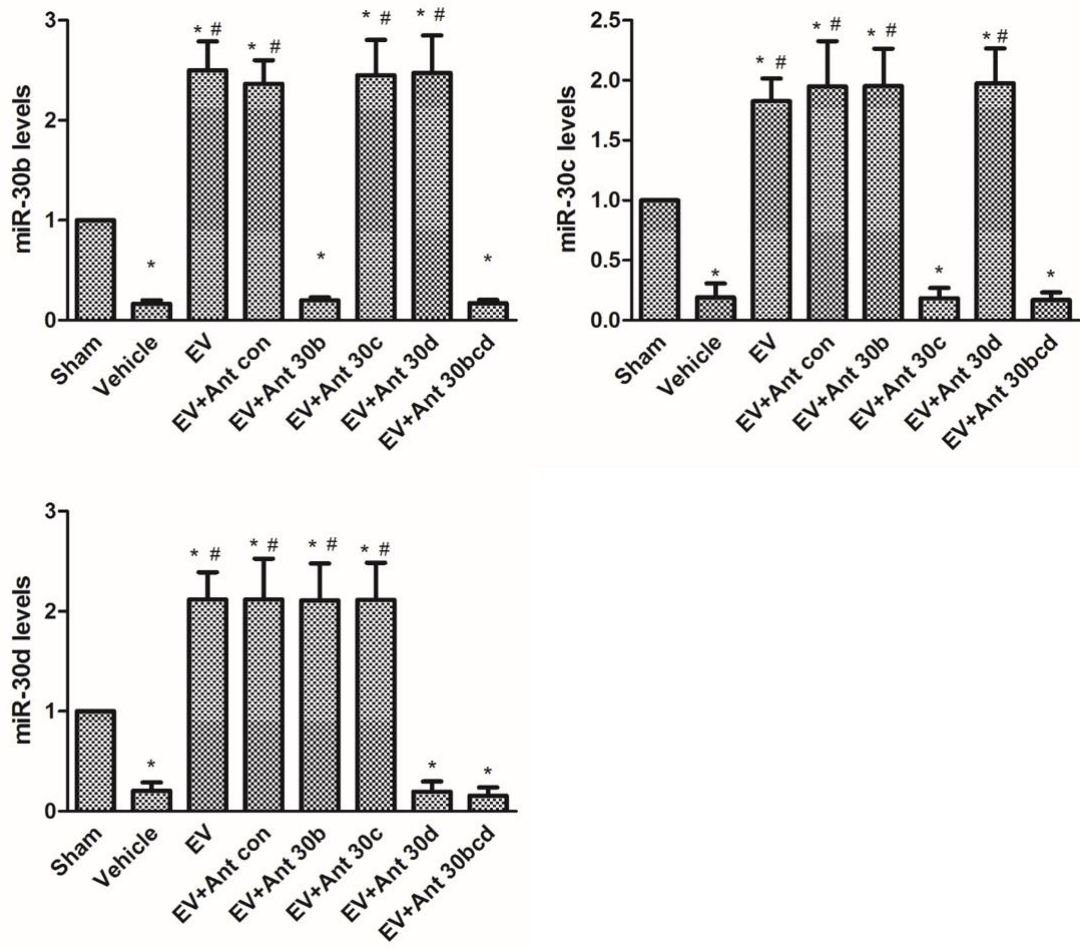 miR-30b levels
3
2
1
0
* #
* #
* #
* #
*
*
*
Sham
Vehicle
EV
EV+Ant con
EV+Ant 30b
EV+Ant 30c
EV+Ant 30d
EV+Ant 30bcd
miR-30c levels
2.5
2.0
1.5
1.0
0.5
0.0
* #
* #
* #
* #
*
*
*
Sham
Vehicle
EV
EV+Ant con
EV+Ant 30b
EV+Ant 30c
EV+Ant 30d
EV+Ant 30bcd
miR-30d levels
3
2
1
0
* #
* #
* #
* #
*
*
*
Sham
Vehicle
EV
EV+Ant con
EV+Ant 30b
EV+Ant 30c
EV+Ant 30d
EV+Ant 30bcd